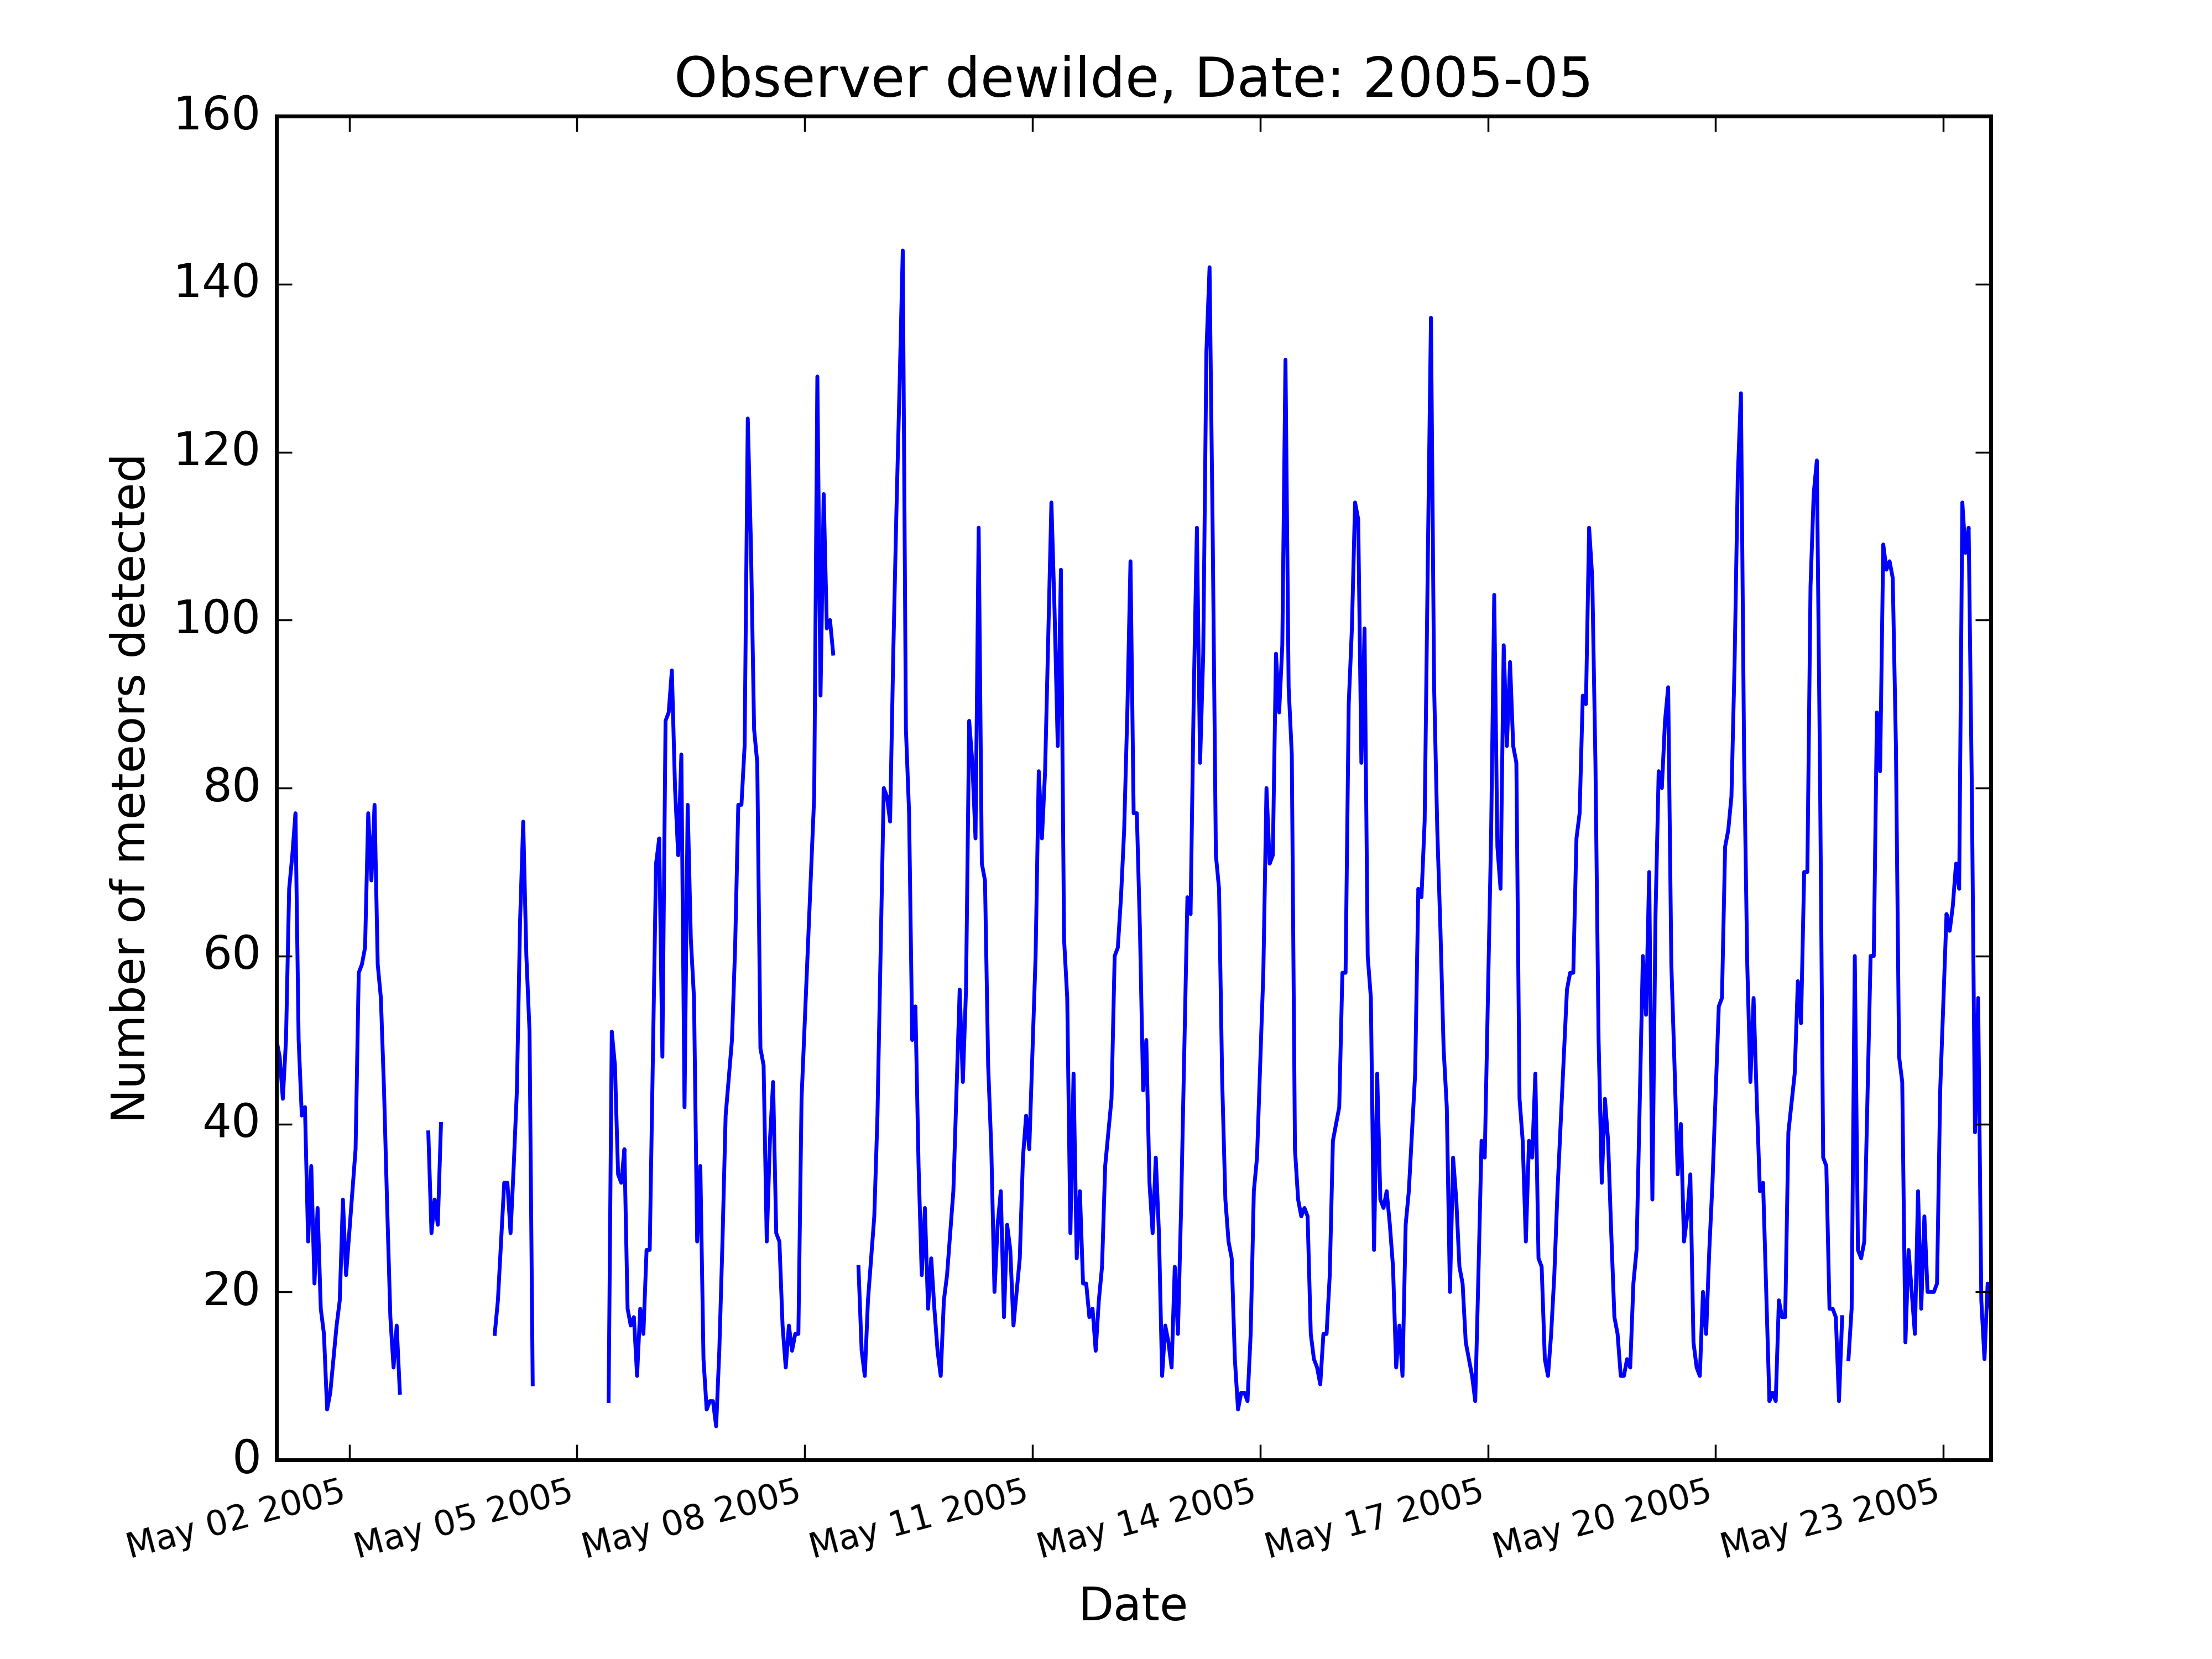 Observer dewilde, Date: 2005-05
Number of meteors detected
160
140
120
100
80
60
40
20
0
May 02 2005
May 05 2005
May 08 2005
May 11 2005
May 14 2005
May 17 2005
May 20 2005
May 23 2005
Date